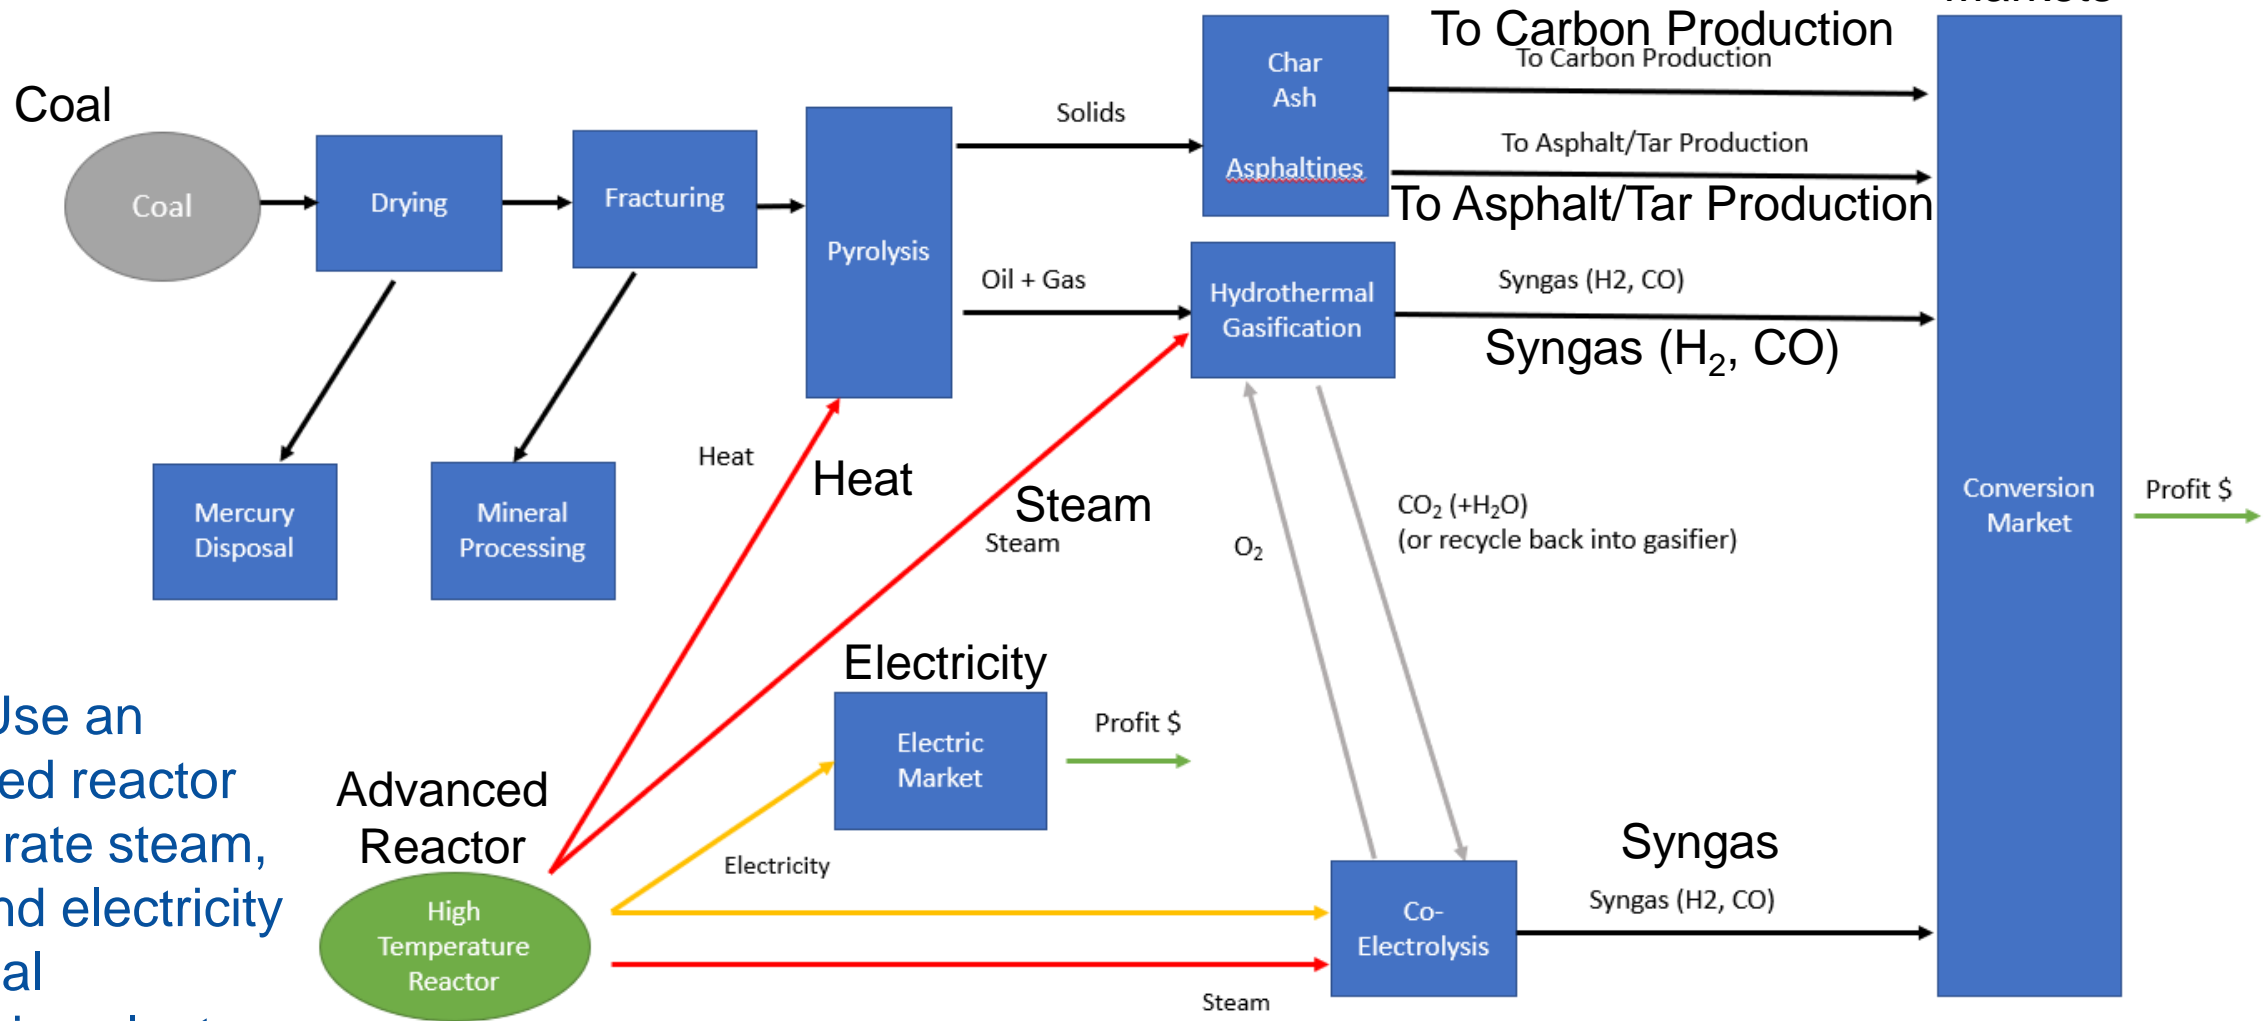 To Carbon Production
To Carbon Production
Char
Ash
Asphaltines
To Asphalt/Tar Production
To Asphalt/Tar Production
Coal
Coal
Drying
Fracturing
Pyrolysis
Solids
Oil + Gas
Hydrothermal
Gasification
Syngas (H2, CO)
Syngas (H₂, CO)
Mercury
Disposal
Mineral
Processing
Heat
Heat
Steam
Steam
O₂
CO₂ (+H₂O)
(or recycle back into gasifier)
Conversion
Market
Profit $
Electricity
Electric
Market
Profit $
Electricity
Use an
ed reactor
rate steam,
nd electricity
al
Advanced
Reactor
High
Temperature
Reactor
Co-
Electrolysis
Steam
Syngas
Syngas (H2, CO)